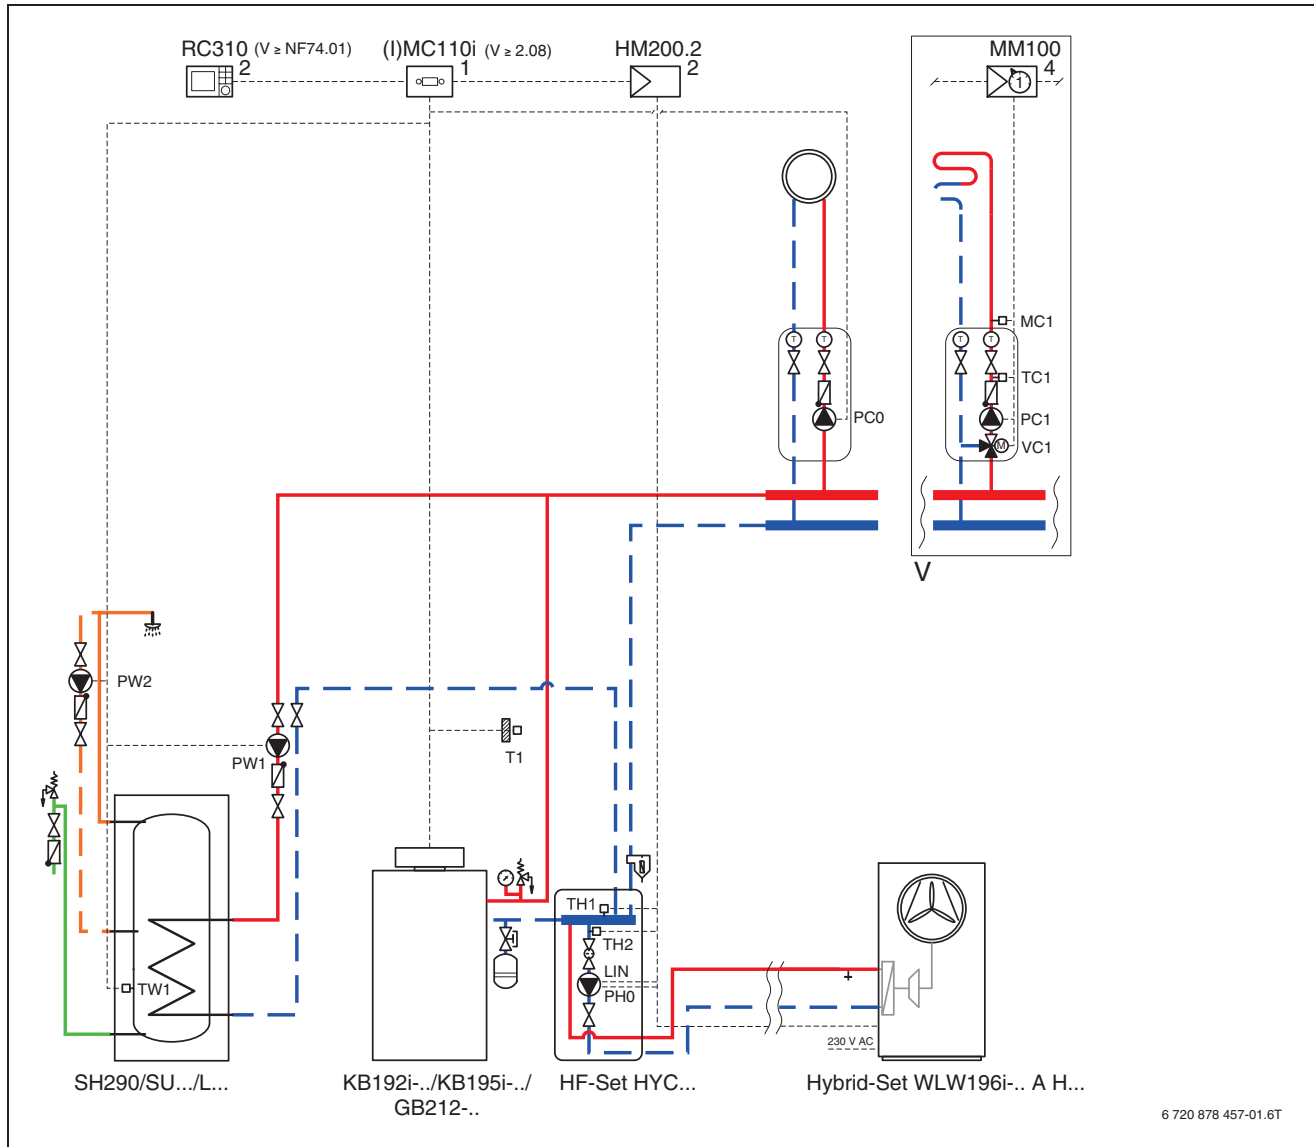 RC310 (V ≥ NF74.01)
2
(I)MC110i (V ≥ 2.08)
1
HM200.2
2
MM100
4
1
MC1
T T
T T
TC1
PC0
PC1
M
VC1
V
PW2
PW1
T1
TH1
TH2
LIN
PH0
TW1
230 V AC
SH290/SU.../L...
KB192i-../KB195i-../
GB212-..
HF-Set HYC...
Hybrid-Set WLW196i-.. A H...
6 720 878 457-01.6T